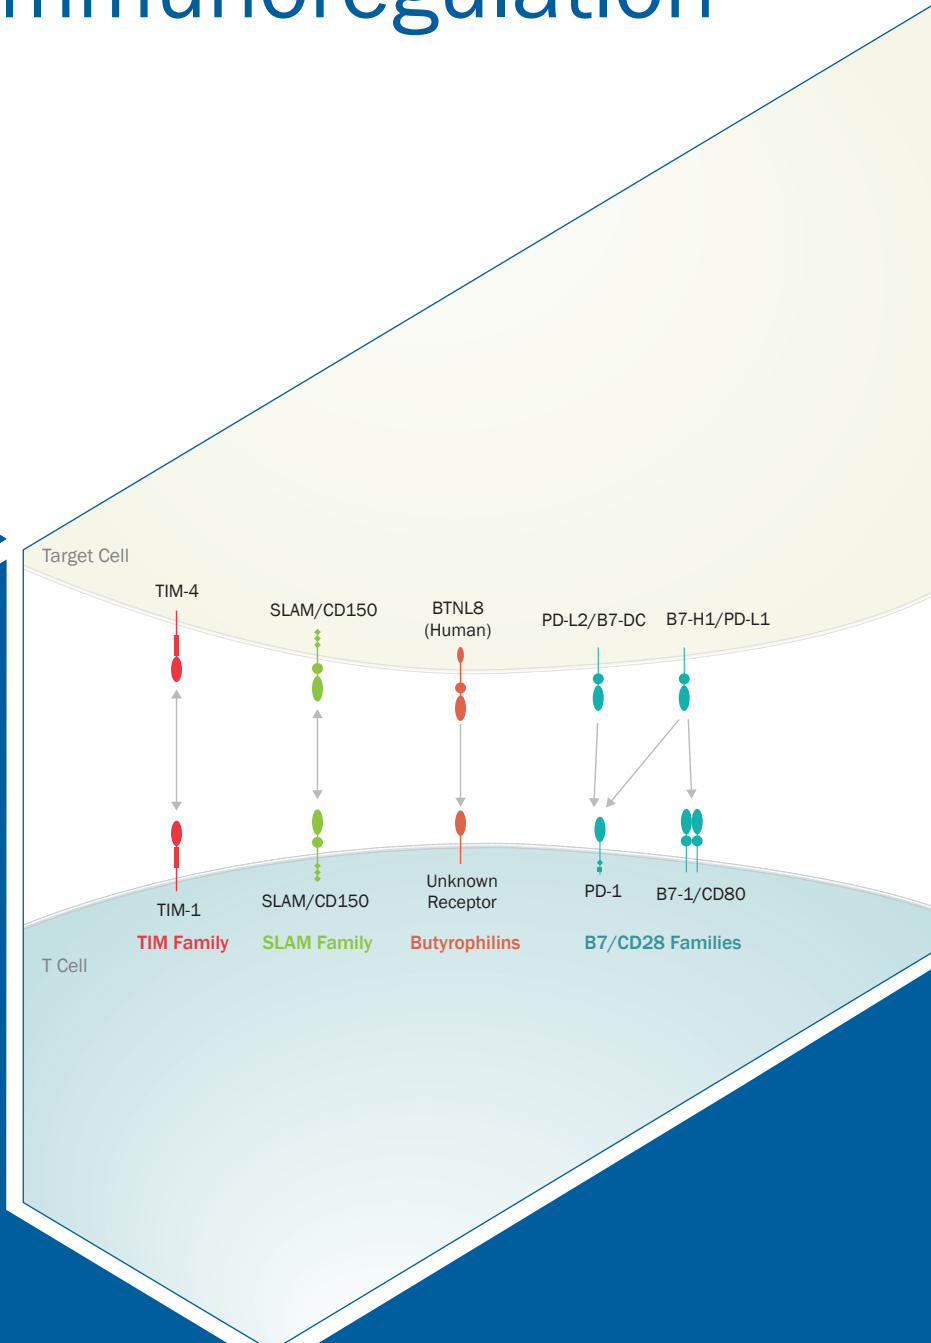 mmunoregulation
Target Cell
TIM-4
SLAM/CD150
BTNL8
(Human)
PD-L2/B7-DC
B7-H1/PD-L1
TIM-1
SLAM/CD150
Unknown
Receptor
PD-1
B7-1/CD80
TIM Family
SLAM Family
Butyrophilins
B7/CD28 Families
T Cell